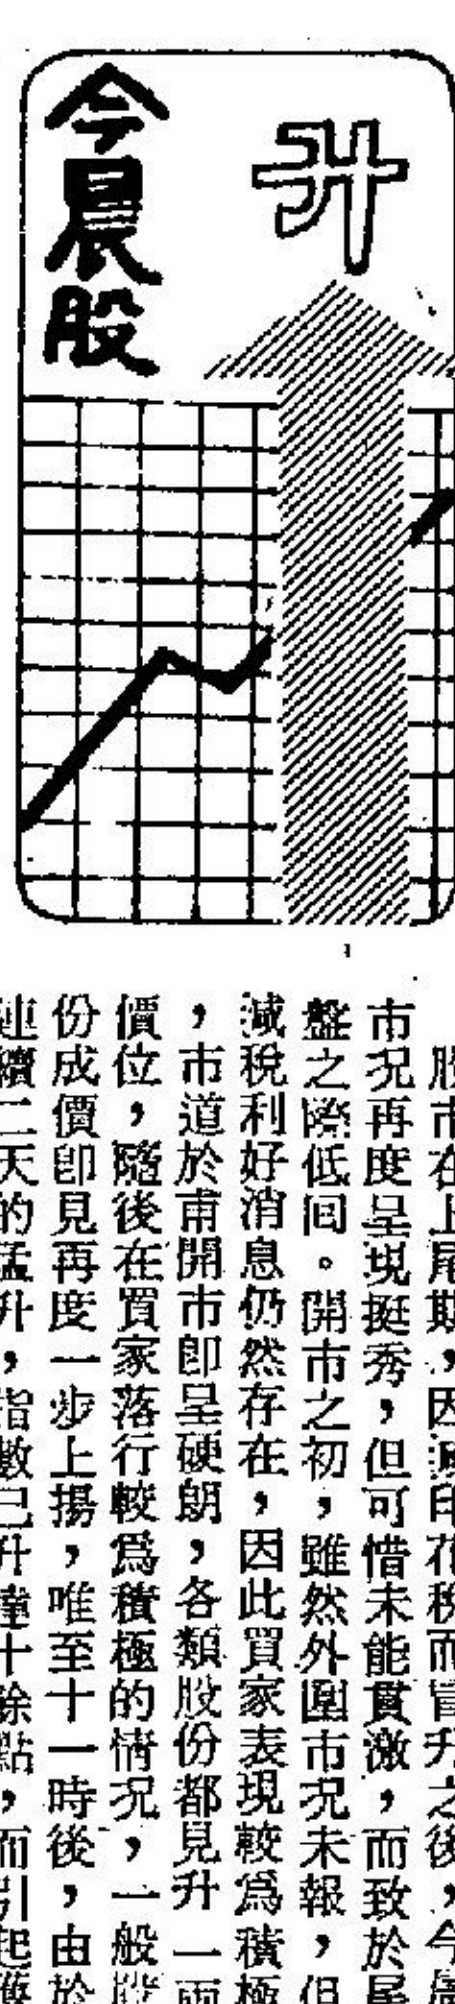 升
今晨股
股市在上尾期,因減印花稅而冒升之後,今晨
市況再度呈現挺秀,但可惜未能貫激,而致於尾
盤之際低回。開市之初,雖然外圍市況未報,但
減稅利好消息仍然存在,因此買家表現較爲積極
,市道於甫開市即呈硬朗,各類股份都見升一兩
價位,隨後在買家落行較爲積極的情況,一般股
份成價即見再度一步上揚,唯至十一時後,由於
連續二天的猛升,指數已升達十餘點,而引起獲